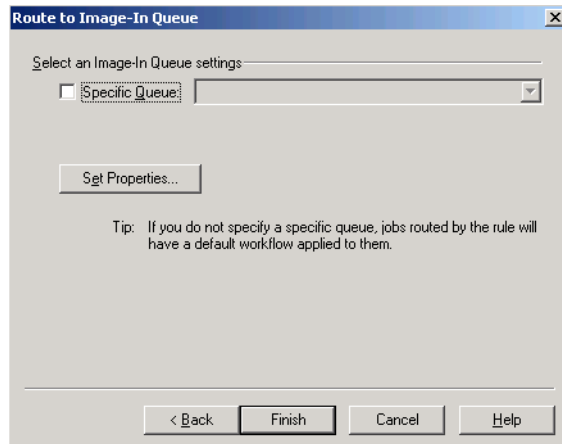 Route to Image-In Queue
Select an Image-In Queue settings
Specific Queue:
Set Properties...
Tip: If you do not specify a specific queue, jobs routed by the rule will
have a default workflow applied to them.
< Back Finish Cancel Help